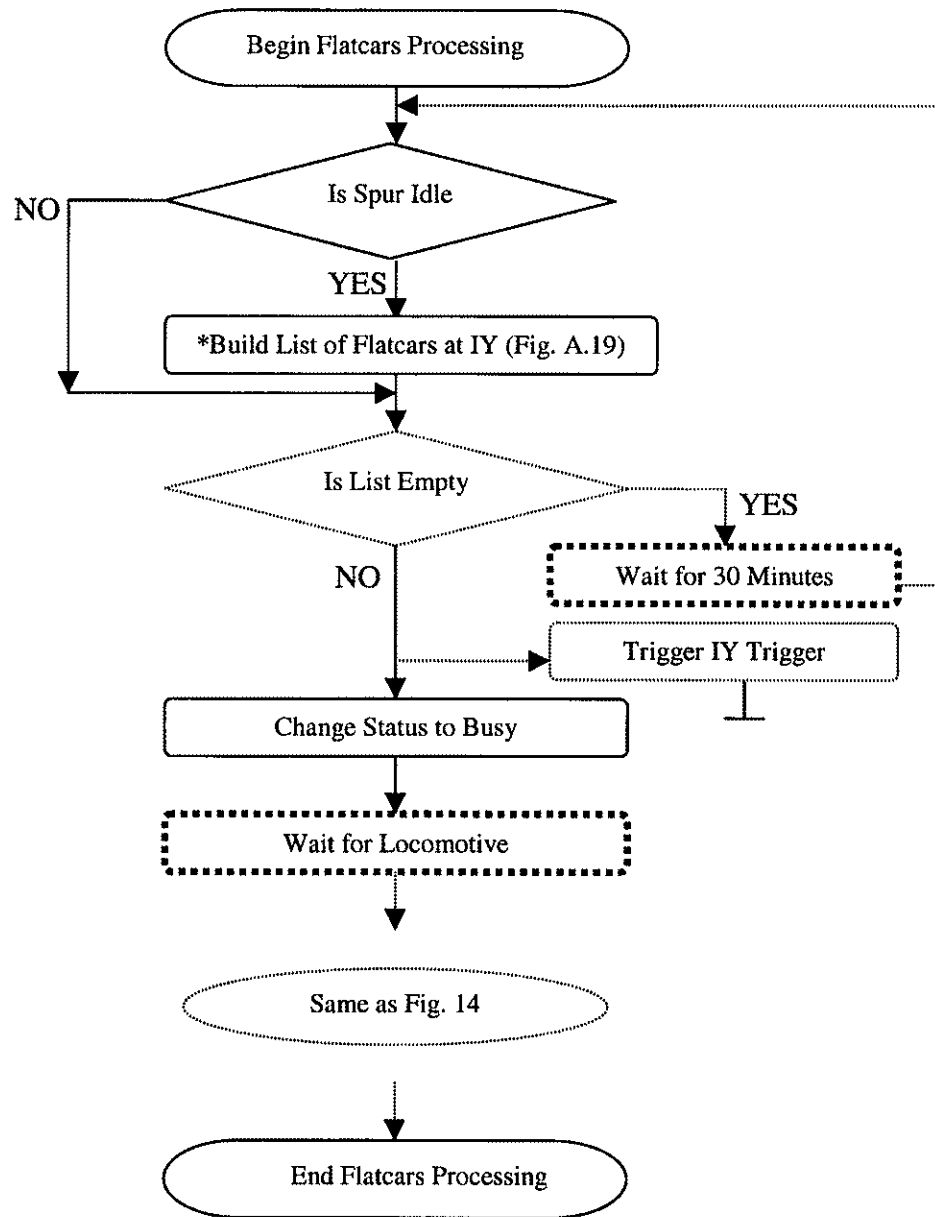 Begin Flatcars Processing
Is Spur Idle
NO
YES
*Build List of Flatcars at IY (Fig. A.19)
Is List Empty
YES
NO
Wait for 30 Minutes
Trigger IY Trigger
Change Status to Busy
Wait for Locomotive
Same as Fig. 14
End Flatcars Processing